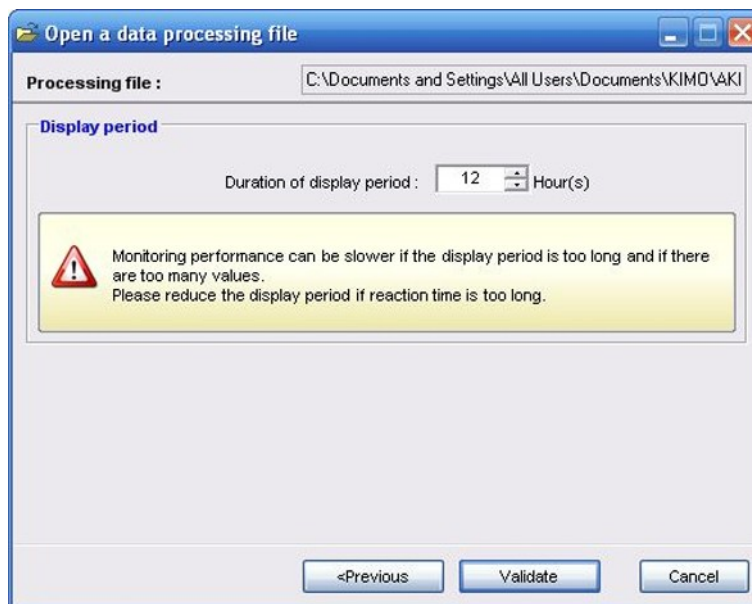 Open a data processing file
Processing file : C:\Documents and Settings\All Users\Documents\KIMO\AKI
Display period
Duration of display period : 12 Hour(s)
Monitoring performance can be slower if the display period is too long and if there
are too many values.
Please reduce the display period if reaction time is too long.
<Previous Validate Cancel